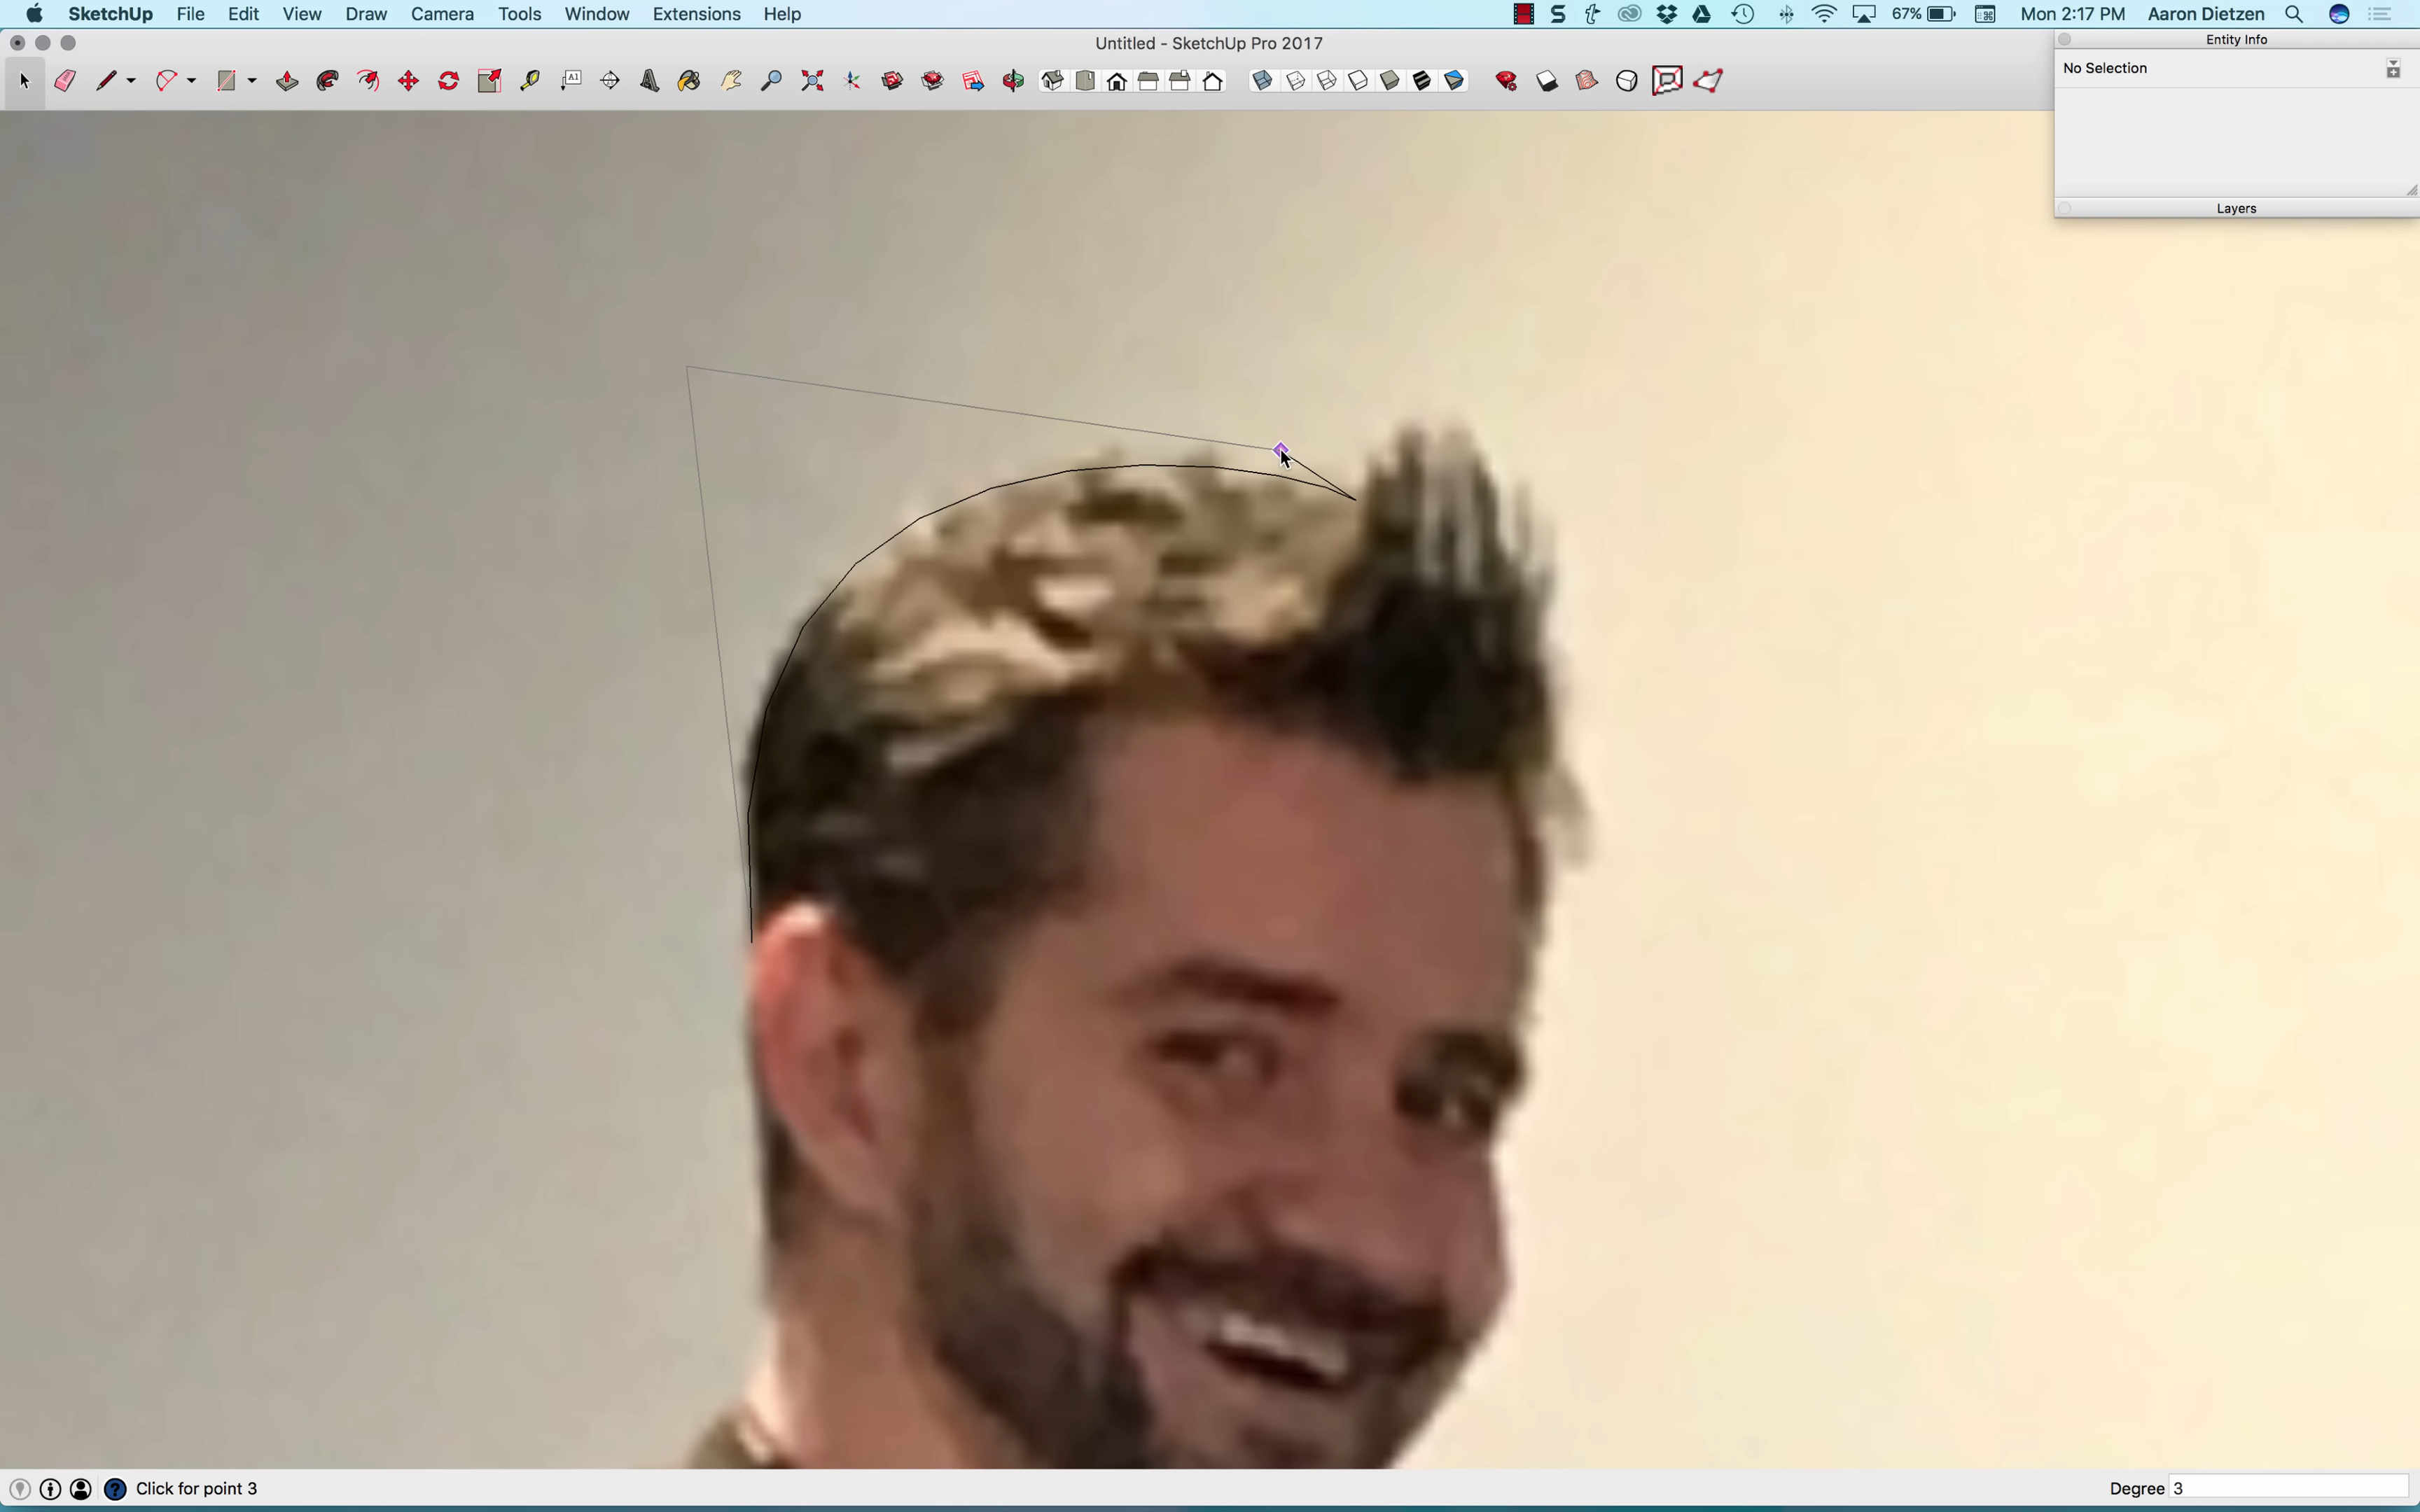 SketchUp File Edit View Draw Camera Tools Window Extensions Help 67% Mon 2:17 PM Aaron Dietzen
Untitled - SketchUp Pro 2017
Entity Info
No Selection
A1
Layers
Click for point 3
Degree 3